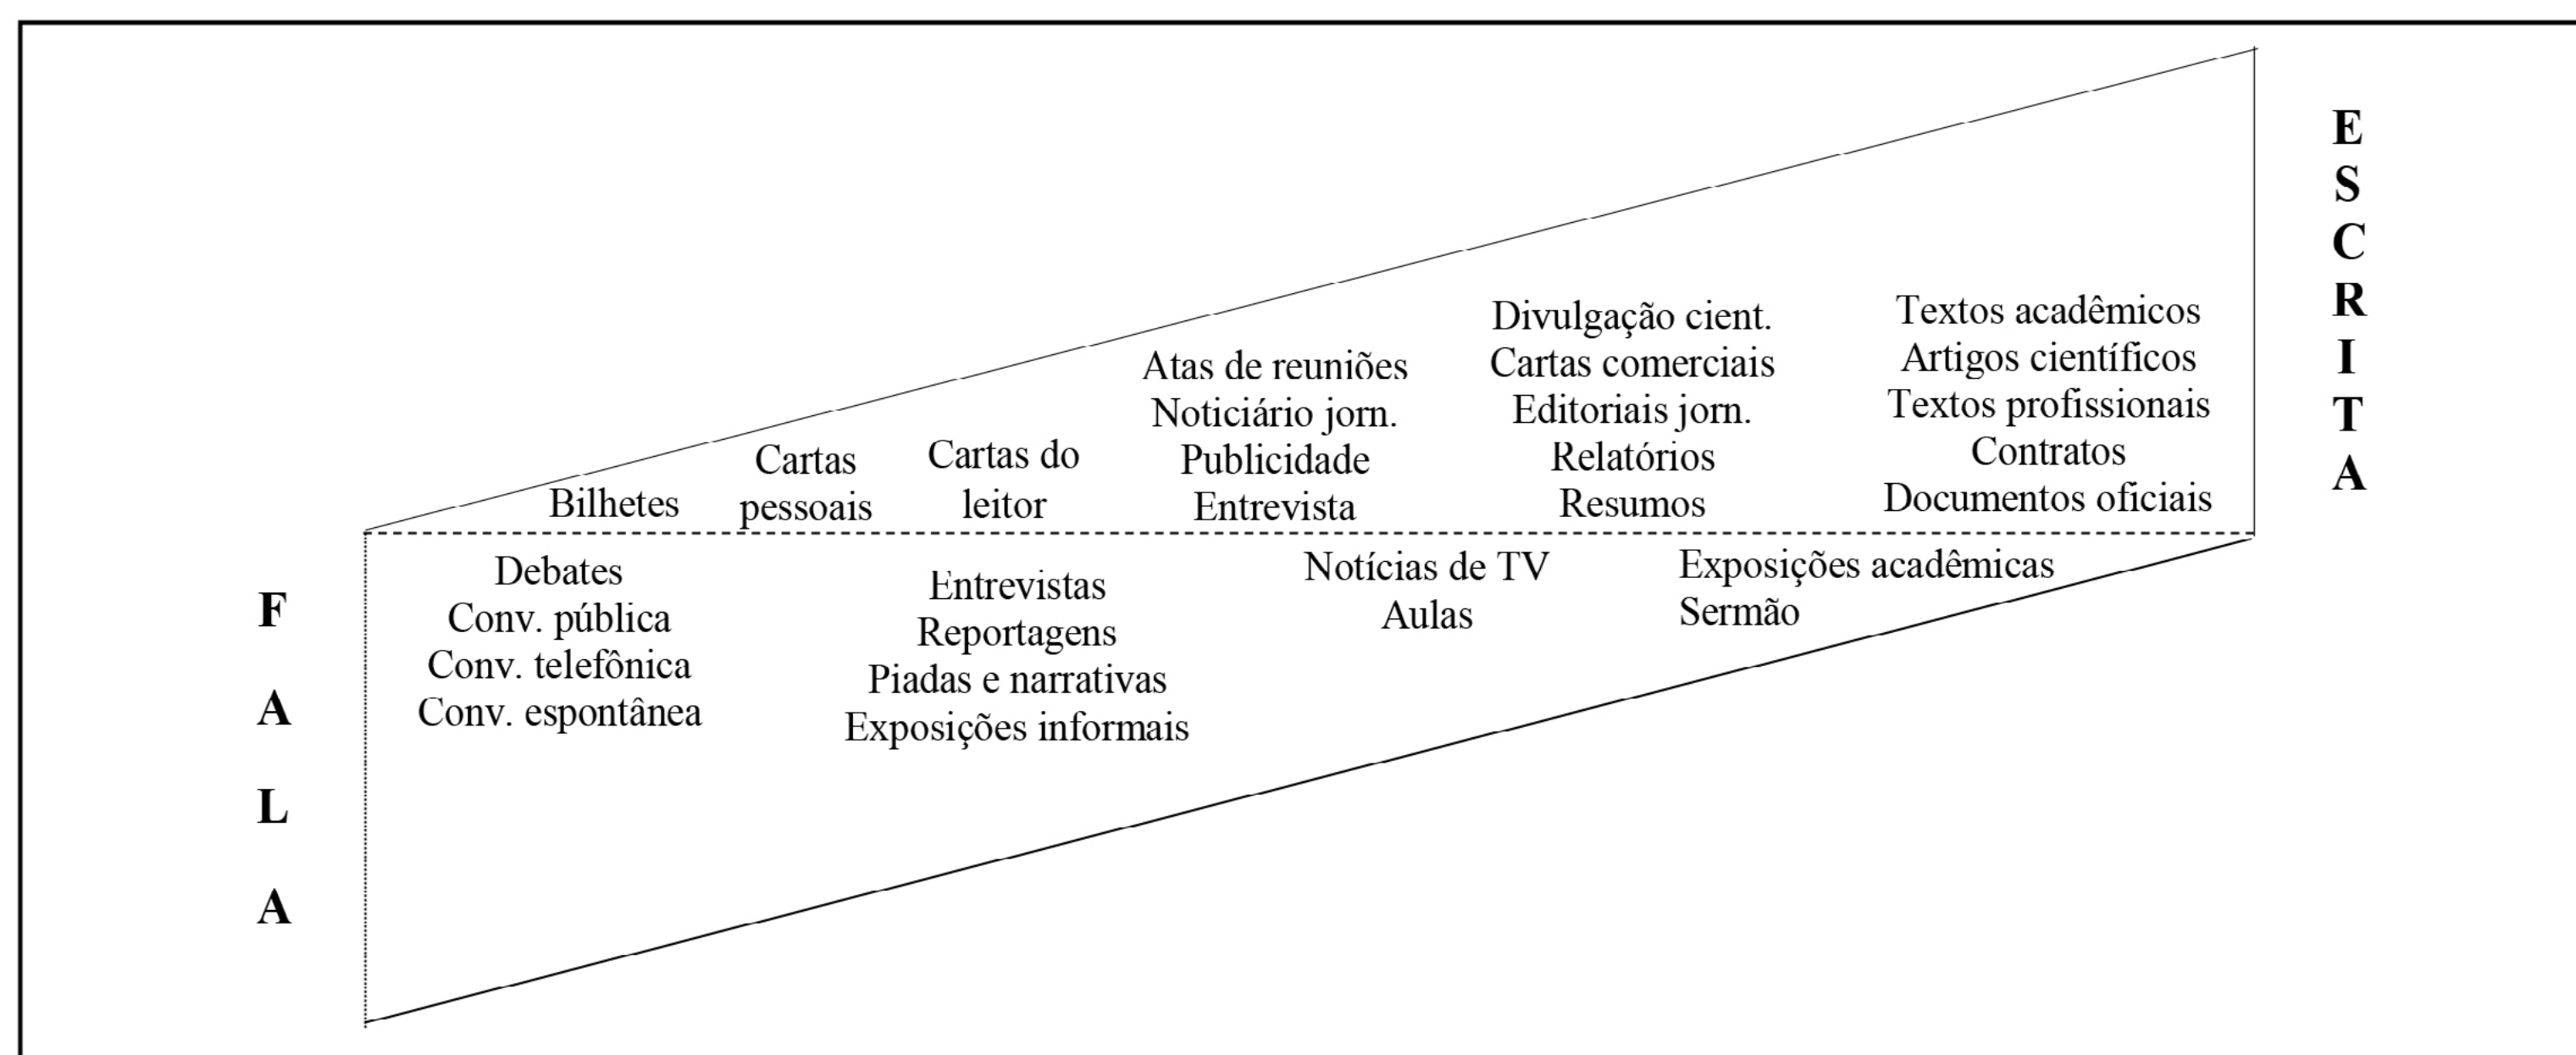 ESCRITA
Divulgação cient.
Cartas comerciais
Editoriais jorn.
Relatórios
Resumos
Textos acadêmicos
Artigos científicos
Textos profissionais
Contratos
Documentos oficiais
Atas de reuniões
Noticiário jorn.
Publicidade
Entrevista
Cartas do
leitor
Cartas
pessoais
Bilhetes
FALA
Debates
Conv. pública
Conv. telefônica
Conv. espontânea
Entrevistas
Reportagens
Piadas e narrativas
Exposições informais
Notícias de TV
Aulas
Exposições acadêmicas
Sermão